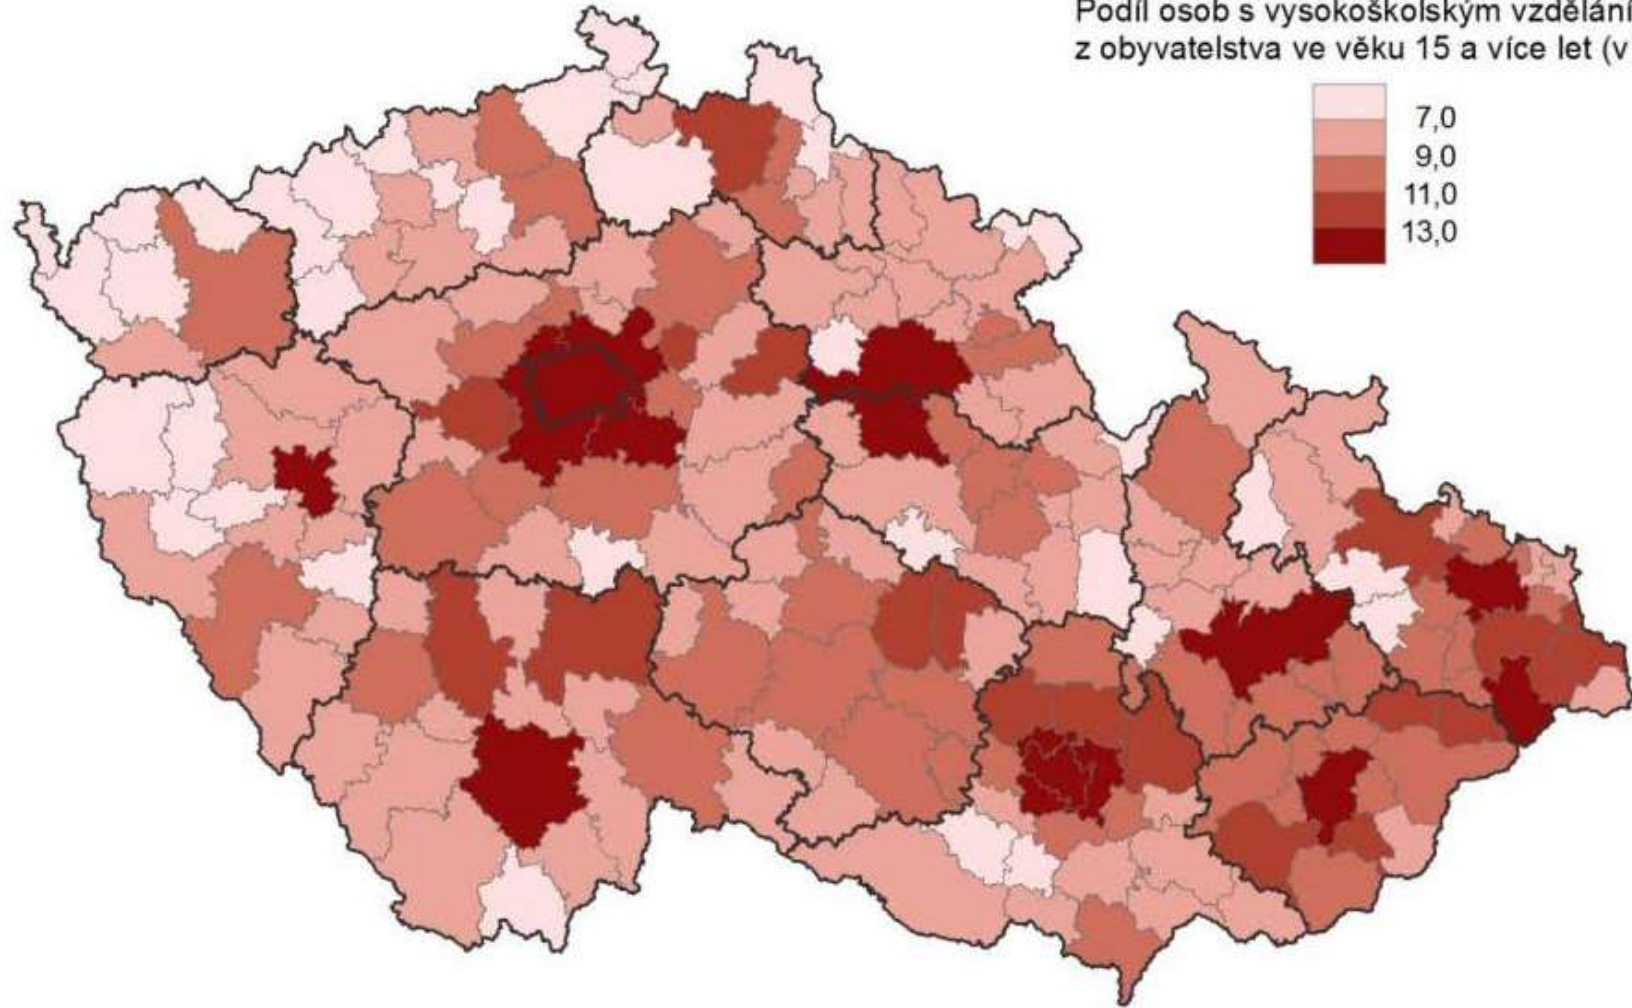 Podíl osob s vysokoškolským vzdělání
z obyvatelstva ve věku 15 a více let (v
7,0
9,0
11,0
13,0